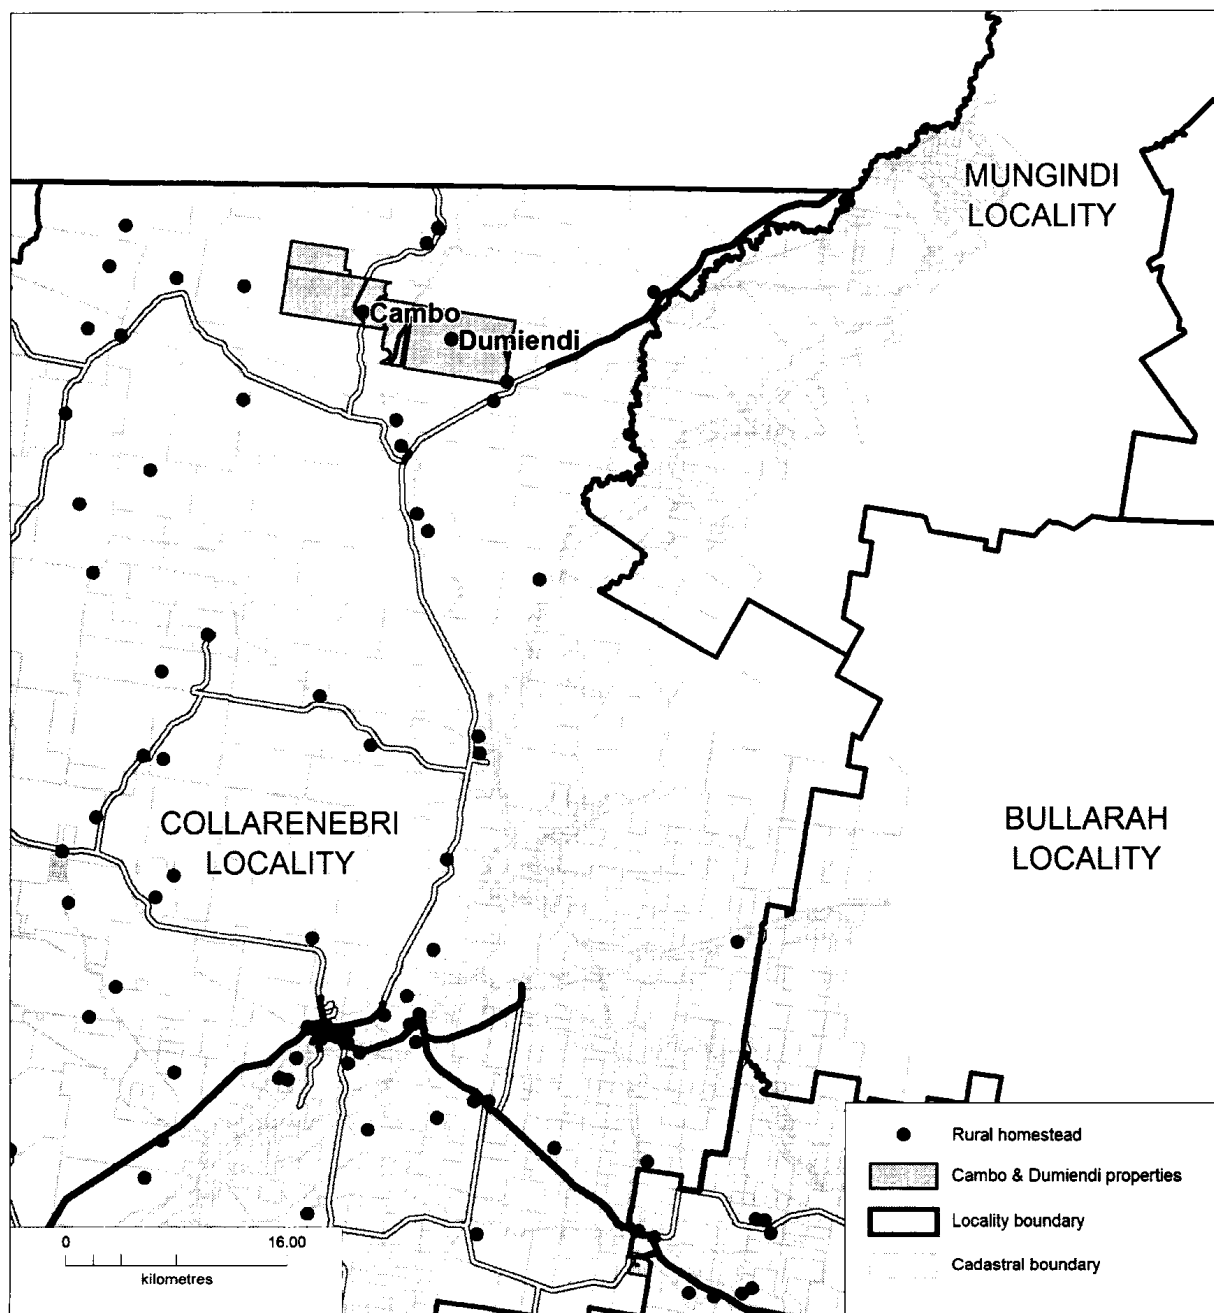 MUNGINDI
LOCALITY
Cambo
Dumiendi
COLLARENEBRI
LOCALITY
BULLARAH
LOCALITY
Rural homestead
Cambo & Dumiendi properties
Locality boundary
Cadastral boundary
0 16.00
kilometres